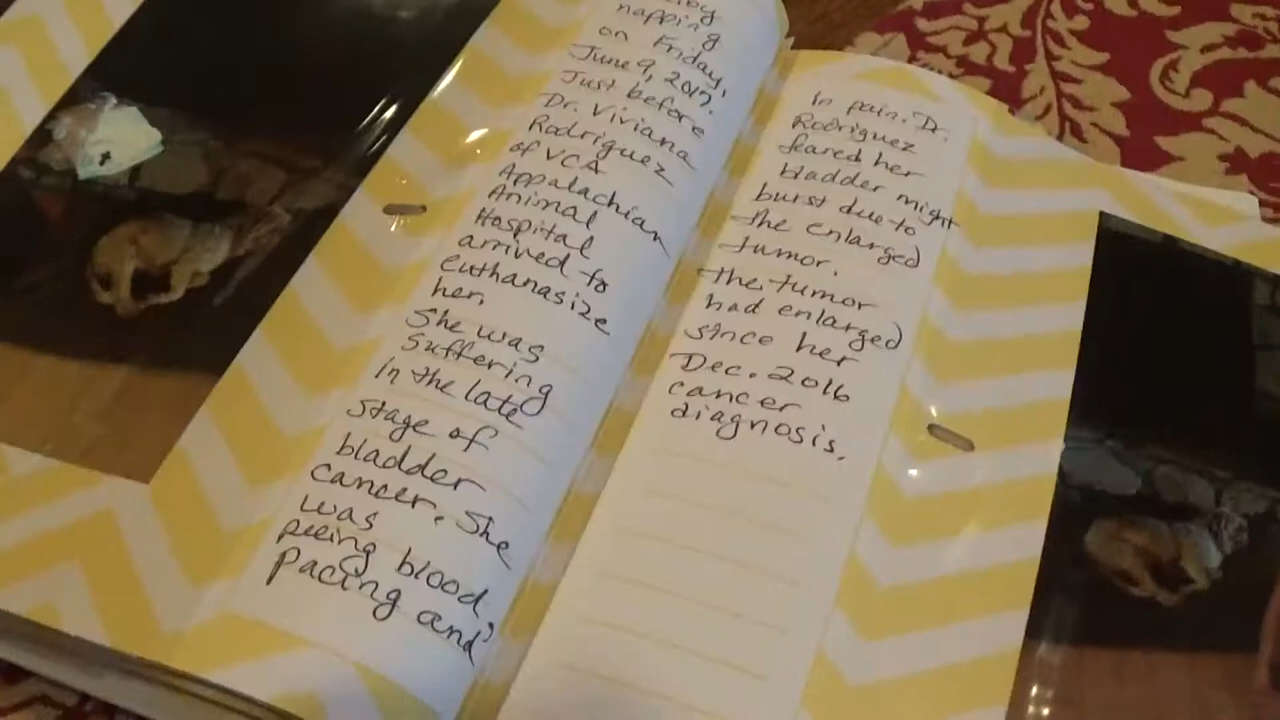 napping
on Friday,
June 9, 2017.
Just before
Dr. Viviana
Rodriguez
of VCA
Appalachian
Animal
Hospital
arrived to
euthanasize
her.
She was
suffering
in the late
stage of
bladder
cancer. She
was
peeing blood,
pacing and
In pain. Dr.
Rodriguez
feared her
bladder might
burst due to
the enlarged
tumor.
The tumor
had enlarged
since her
Dec. 2016
cancer
diagnosis.